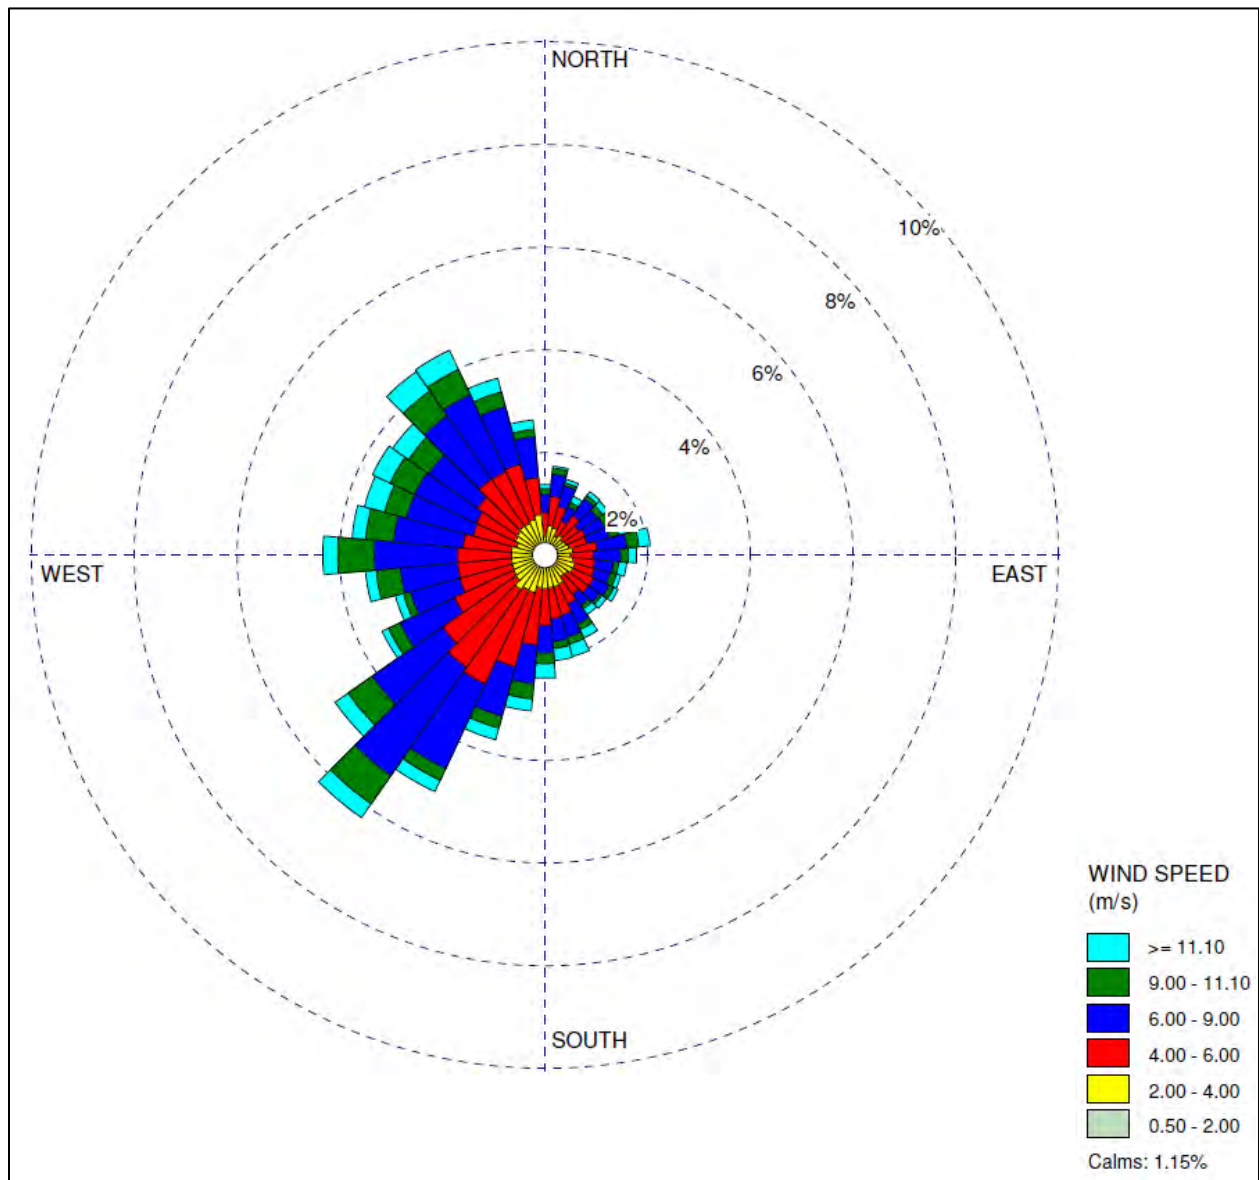 NORTH
10%
8%
6%
4%
2%
WEST
EAST
SOUTH
WIND SPEED
(m/s)
>= 11.10
9.00 - 11.10
6.00 - 9.00
4.00 - 6.00
2.00 - 4.00
0.50 - 2.00
Calms: 1.15%